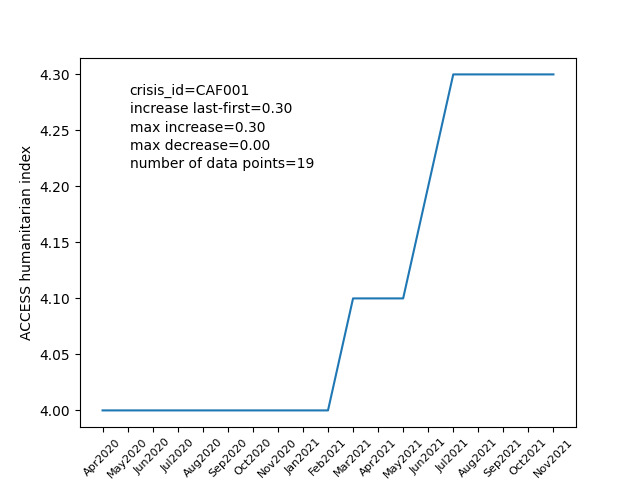 crisis_id=CAF001
increase last-first=0.30
max increase=0.30
max decrease=0.00
number of data points=19
ACCESS humanitarian index
4.30
4.25
4.20
4.15
4.10
4.05
4.00
Apr2020
May2020
Jun2020
Jul2020
Aug2020
Sep2020
Oct2020
Nov2020
Jan2021
Feb2021
Mar2021
Apr2021
May2021
Jun2021
Jul2021
Aug2021
Sep2021
Oct2021
Nov2021